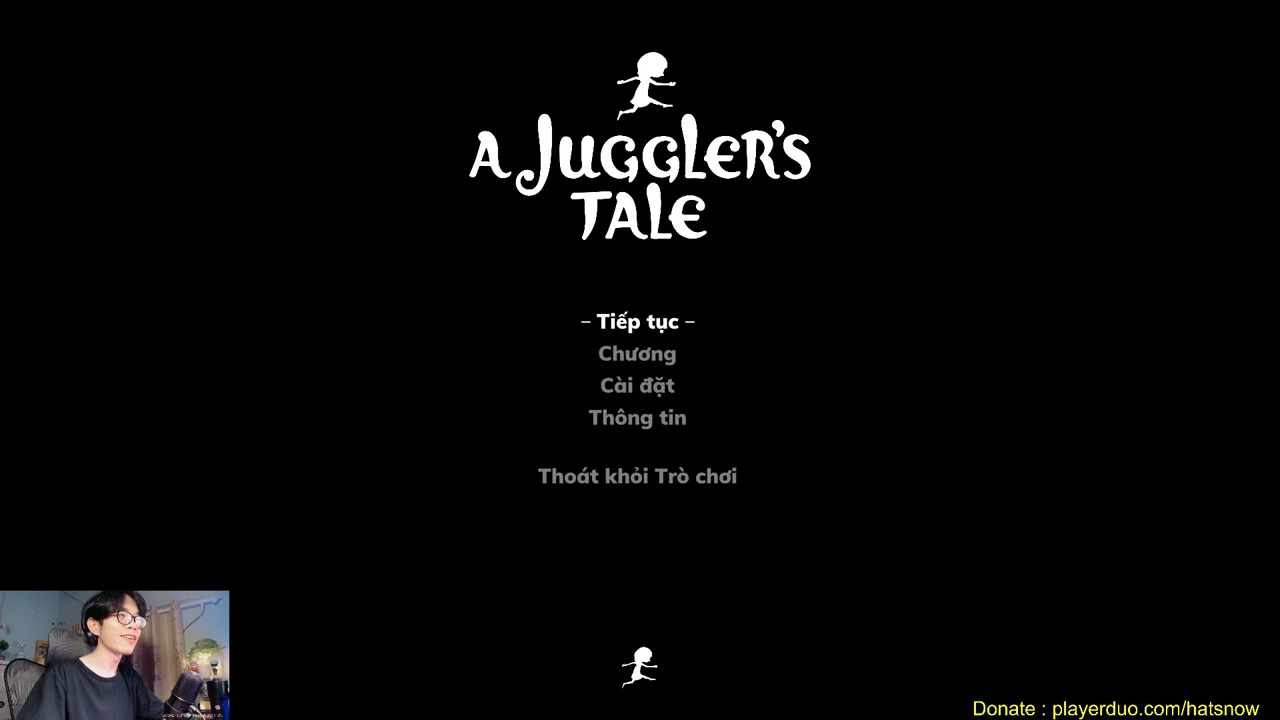 A JUGGLER'S
TALE
– Tiếp tục –
Chương
Cài đặt
Thông tin
Thoát khỏi Trò chơi
Donate : playerduo.com/hatsnow